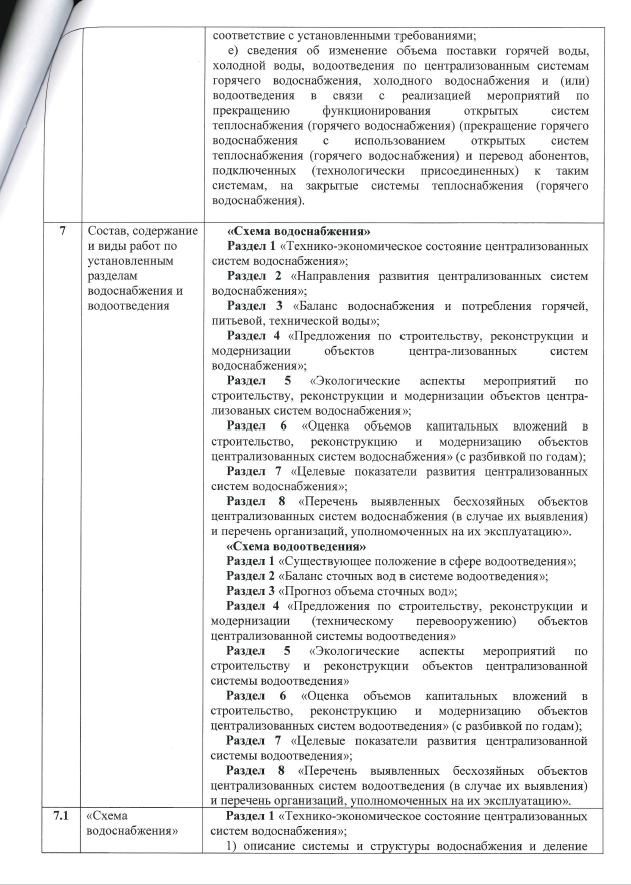 соответствие с установленными требованиями;
е) сведения об изменение объема поставки горячей воды,
холодной воды, водоотведения по централизованным системам
горячего водоснабжения, холодного водоснабжения и (или)
водоотведения в связи с реализацией мероприятий по
прекращению функционирования открытых систем
теплоснабжения (горячего водоснабжения) (прекращение горячего
водоснабжения с использованием открытых систем
теплоснабжения (горячего водоснабжения) и перевод абонентов,
подключенных (технологически присоединенных) к таким
системам, на закрытые системы теплоснабжения (горячего
водоснабжения).
7
Состав, содержание
и виды работ по
установленным
разделам
водоснабжения и
водоотведения
«Схема водоснабжения»
Раздел 1 «Технико-экономическое состояние централизованных
систем водоснабжения»;
Раздел 2 «Направления развития централизованных систем
водоснабжения»;
Раздел 3 «Баланс водоснабжения и потребления горячей,
питьевой, технической воды»;
Раздел 4 «Предложения по строительству, реконструкции и
модернизации объектов центра-лизованных систем
водоснабжения»;
Раздел 5 «Экологические аспекты мероприятий по
строительству, реконструкции и модернизации объектов центра-
лизованых систем водоснабжения»;
Раздел 6 «Оценка объемов капитальных вложений в
строительство, реконструкцию и модернизацию объектов
централизованных систем водоснабжения» (с разбивкой по годам);
Раздел 7 «Целевые показатели развития централизованных
систем водоснабжения»;
Раздел 8 «Перечень выявленных бесхозяйных объектов
централизованных систем водоснабжения (в случае их выявления)
и перечень организаций, уполномоченных на их эксплуатацию».
«Схема водоотведения»
Раздел 1 «Существующее положение в сфере водоотведения»;
Раздел 2 «Баланс сточных вод в системе водоотведения»;
Раздел 3 «Прогноз объема сточных вод»;
Раздел 4 «Предложения по строительству, реконструкции и
модернизации (техническому перевооружению) объектов
централизованной системы водоотведения»
Раздел 5 «Экологические аспекты мероприятий по
строительству и реконструкции объектов централизованной
системы водоотведения»
Раздел 6 «Оценка объемов капитальных вложений в
строительство, реконструкцию и модернизацию объектов
централизованных систем водоотведения» (с разбивкой по годам);
Раздел 7 «Целевые показатели развития централизованной
системы водоотведения»;
Раздел 8 «Перечень выявленных бесхозяйных объектов
централизованных систем водоотведения (в случае их выявления)
и перечень организаций, уполномоченных на их эксплуатацию».
7.1
«Схема
водоснабжения»
Раздел 1 «Технико-экономическое состояние централизованных
систем водоснабжения»;
1) описание системы и структуры водоснабжения и деление